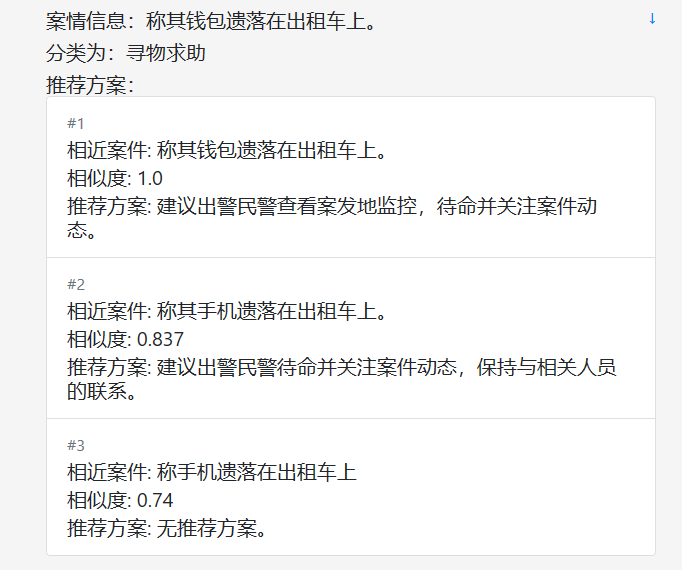 案情信息：称其钱包遗落在出租车上。
↓
分类为：寻物求助
推荐方案：
#1
相近案件: 称其钱包遗落在出租车上。
相似度: 1.0
推荐方案: 建议出警民警查看案发地监控，待命并关注案件动
态。
#2
相近案件: 称其手机遗落在出租车上。
相似度: 0.837
推荐方案: 建议出警民警待命并关注案件动态，保持与相关人员
的联系。
#3
相近案件: 称手机遗落在出租车上
相似度: 0.74
推荐方案: 无推荐方案。